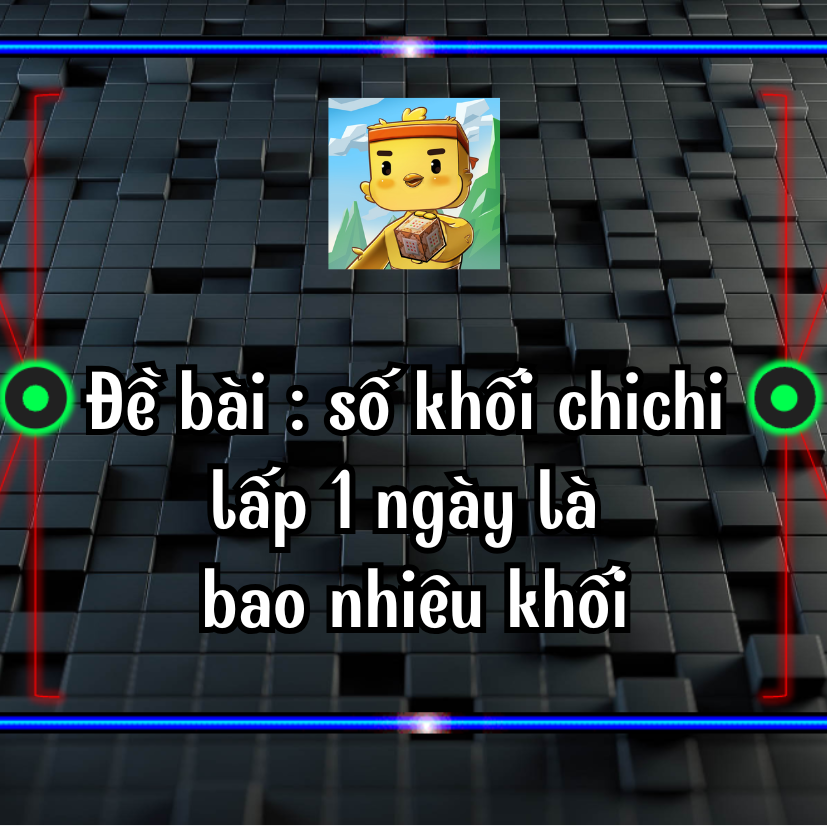 Đề bài : số khối chichi
lấp 1 ngày là
bao nhiêu khối